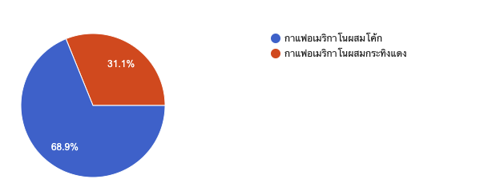 กาแฟอเมริกาโนผสมโค้ก
กาแฟอเมริกาโนผสมกระทิงแดง
31.1%
68.9%